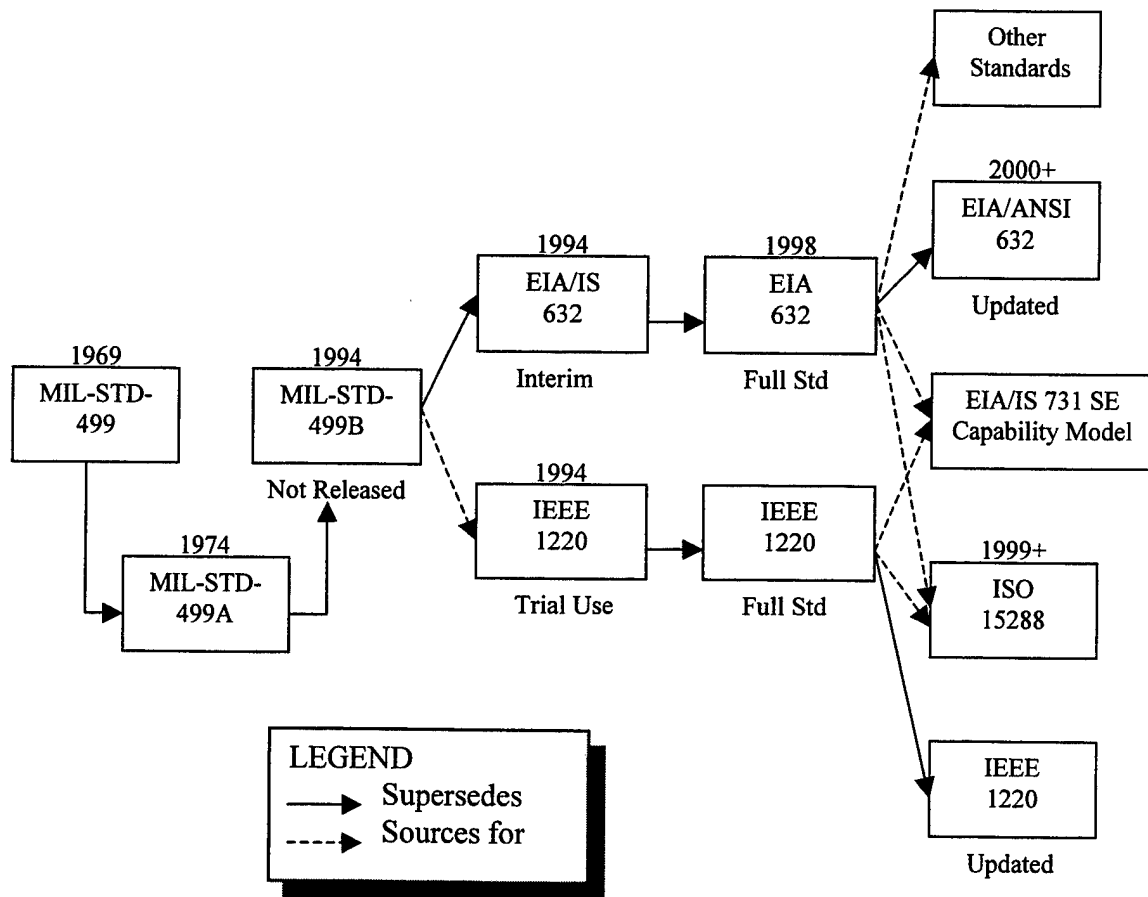 1969
MIL-STD-
499
1974
MIL-STD-
499A
1994
MIL-STD-
499B
Not Released
1994
EIA/IS
632
Interim
1994
IEEE
1220
Trial Use
1998
EIA
632
Full Std
IEEE
1220
Full Std
Other
Standards
2000+
EIA/ANSI
632
Updated
EIA/IS 731 SE
Capability Model
1999+
ISO
15288
IEEE
1220
Updated
LEGEND
Supersedes
Sources for